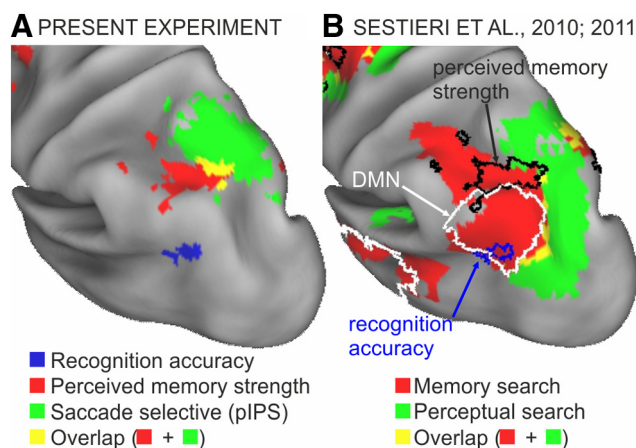 A PRESENT EXPERIMENT
B SESTIERI ET AL., 2010; 2011
perceived memory
strength
DMN
recognition
accuracy
Recognition accuracy
Perceived memory strength
Saccade selective (pIPS)
Overlap ( + )
Memory search
Perceptual search
Overlap ( + )